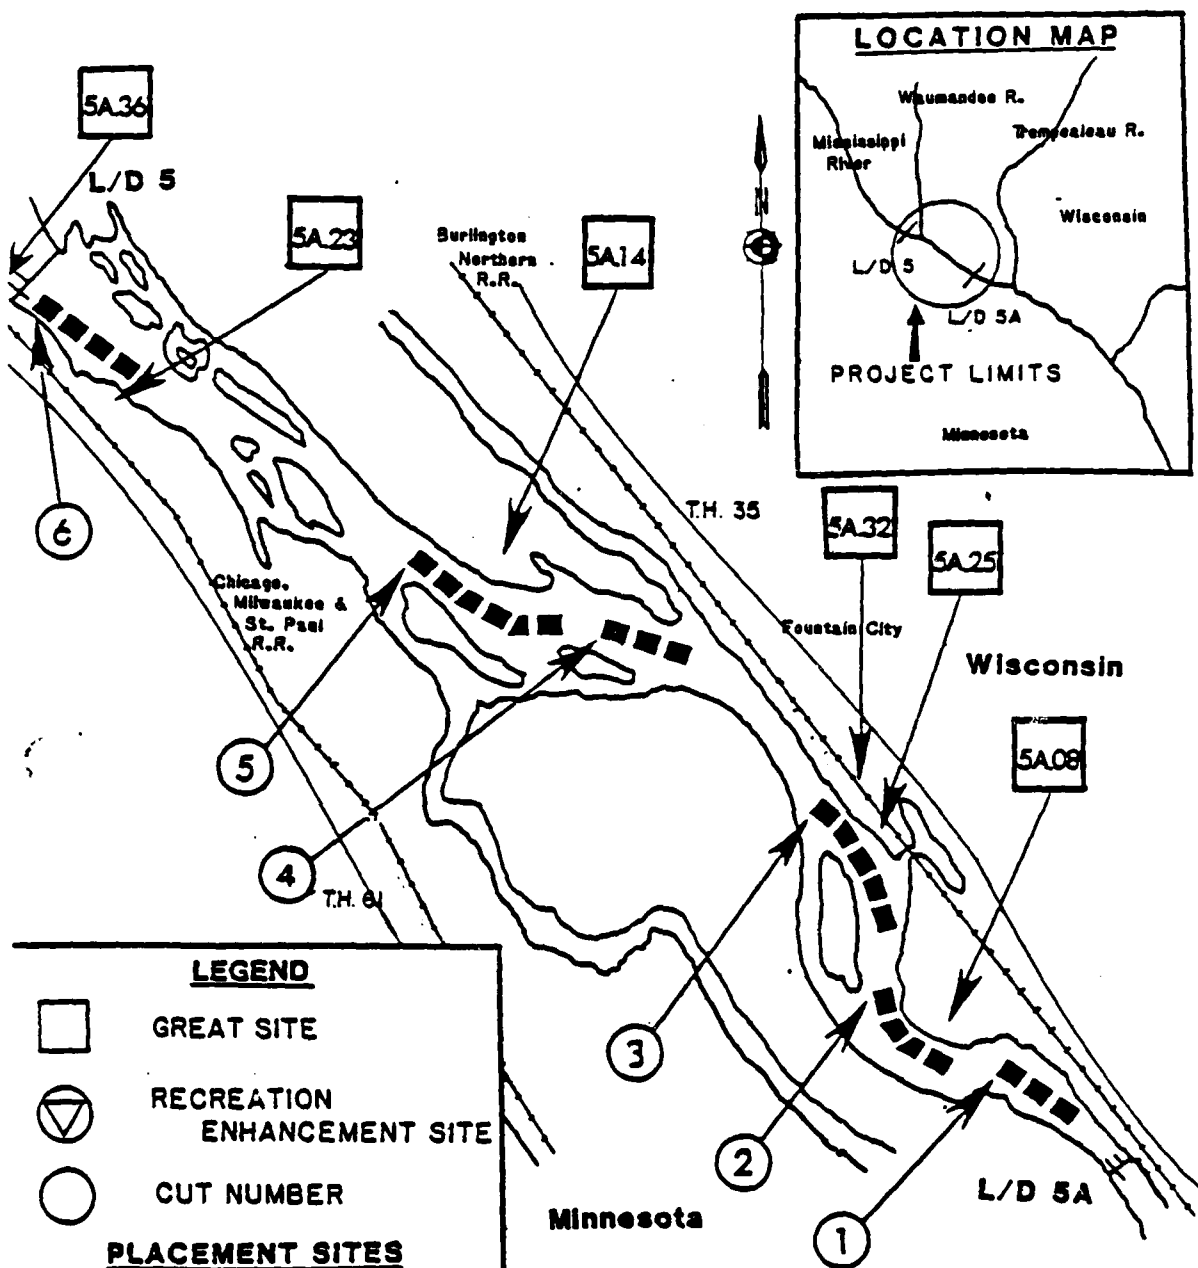 LOCATION MAP
Waumandee R.
Trempealeau R.
Mississippi
River
Wisconsin
L/D 5
L/D 5A
PROJECT LIMITS
Minnesota
N
5A.36
L/D 5
5A.23
Burlington
Northern
R.R.
5A.14
T.H. 35
5A.32
5A.25
Fountain City
Wisconsin
5A.08
6
Chicago,
Milwaukee &
St. Paul
R.R.
5
4
T.H. 61
3
2
1
L/D 5A
Minnesota
LEGEND
GREAT SITE
RECREATION
ENHANCEMENT SITE
CUT NUMBER
PLACEMENT SITES